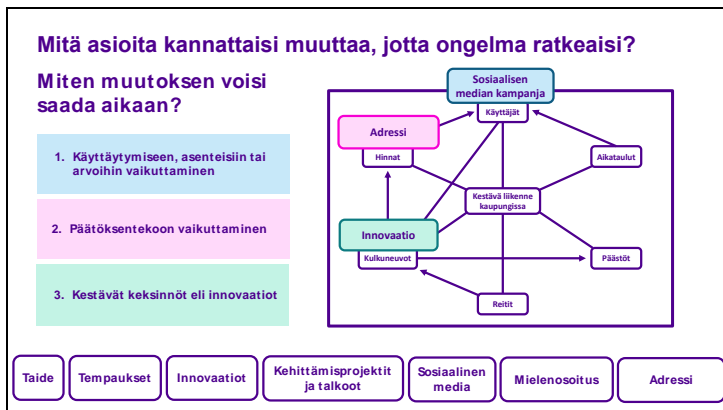 Mitä asioita kannattaisi muuttaa, jotta ongelma ratkeaisi?
Miten muutoksen voisi
saada aikaan?
1. Käyttäytymiseen, asenteisiin tai
arvoihin vaikuttaminen
2. Päätöksentekoon vaikuttaminen
3. Kestävät keksinnöt eli innovaatiot
Sosiaalisen
median kampanja
Käyttäjät
Adressi
Hinnat
Aikataulut
Kestävä liikenne
kaupungissa
Innovaatio
Kulkuneuvot
Päästöt
Reitit
Taide
Tempaukset
Innovaatiot
Kehittämisprojektit
ja talkoot
Sosiaalinen
media
Mielenosoitus
Adressi